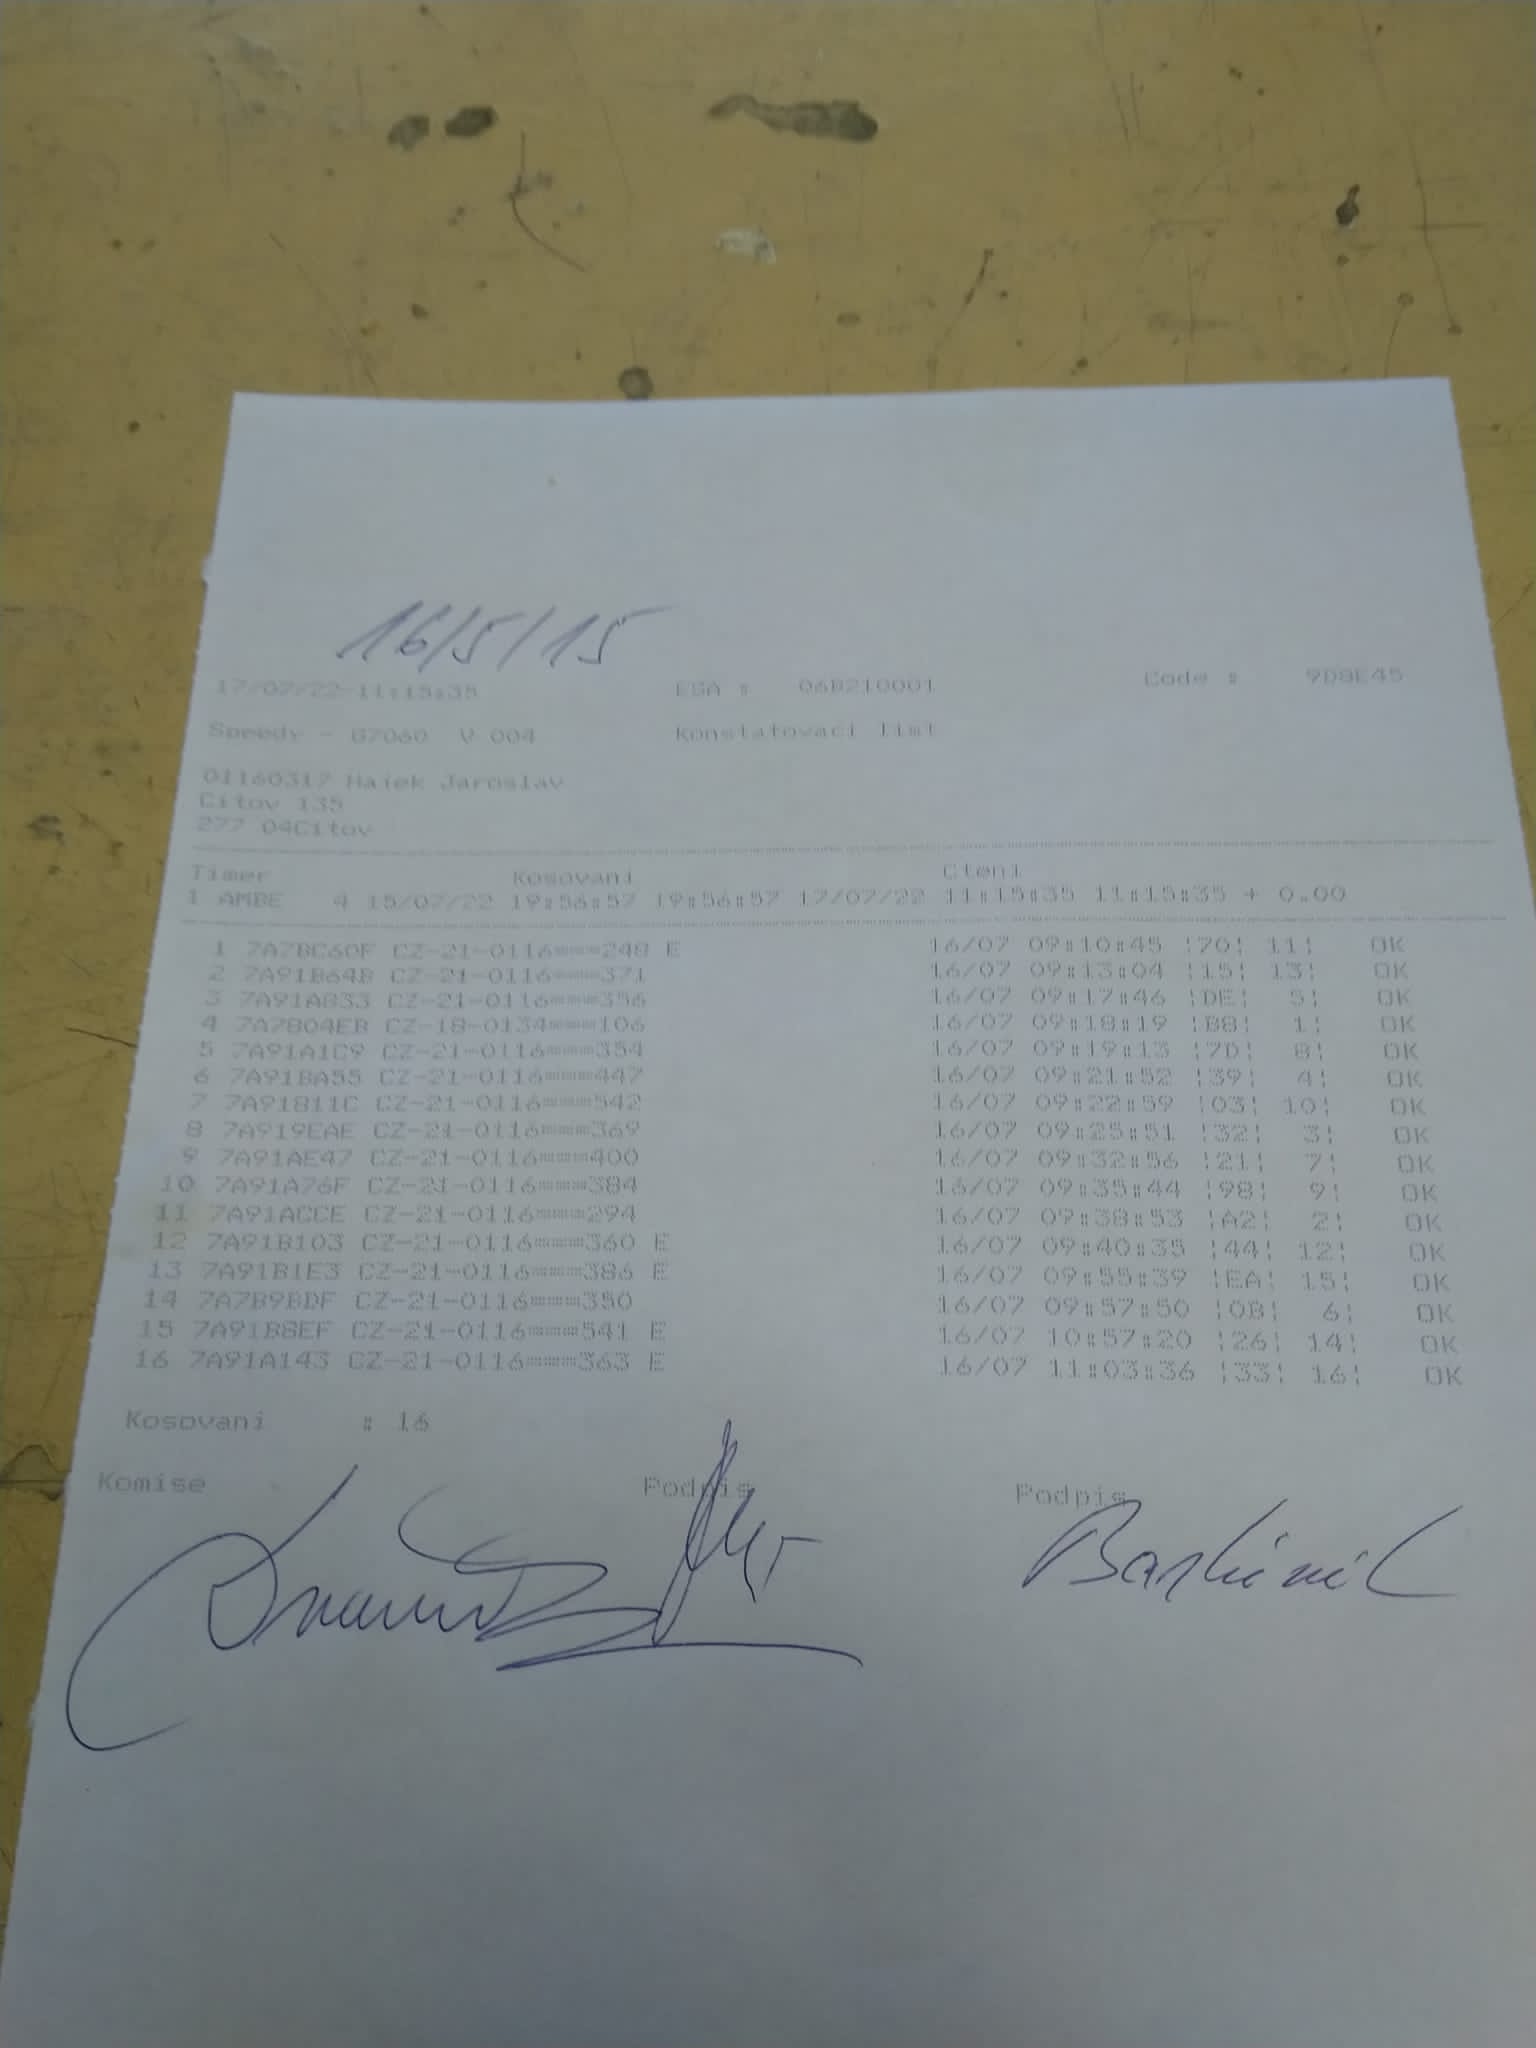 16/5/15
17/07/22-11:15:35 ESA : 06B210001 Code : 9D8E45
Speedy - G7060 V 004 Konstatovaci list
01160317 Hajek Jaroslav
Citov 135
277 04Citov
Timer Kosovani Cteni
1 AMBE 4 15/07/22 19:56:57 19:56:57 17/07/22 11:15:35 11:15:35 + 0.00
1 7A7BC60F CZ-21-0116===248 E 16/07 09:10:45 ¦70¦ 11¦ OK
2 7A91B64B CZ-21-0116===371 16/07 09:13:04 ¦15¦ 13¦ OK
3 7A91A833 CZ-21-0116===356 16/07 09:17:46 ¦DE¦ 5¦ OK
4 7A7B04EB CZ-18-0134===106 16/07 09:18:19 ¦B8¦ 1¦ OK
5 7A91A1C9 CZ-21-0116===354 16/07 09:19:13 ¦7D¦ 8¦ OK
6 7A91BA55 CZ-21-0116===447 16/07 09:21:52 ¦39¦ 4¦ OK
7 7A91811C CZ-21-0116===542 16/07 09:22:59 ¦03¦ 10¦ OK
8 7A919EAE CZ-21-0116===369 16/07 09:25:51 ¦32¦ 3¦ OK
9 7A91AE47 CZ-21-0116===400 16/07 09:32:56 ¦21¦ 7¦ OK
10 7A91A76F CZ-21-0116===384 16/07 09:35:44 ¦98¦ 9¦ OK
11 7A91ACCE CZ-21-0116===294 16/07 09:38:53 ¦A2¦ 2¦ OK
12 7A91B103 CZ-21-0116===360 E 16/07 09:40:35 ¦44¦ 12¦ OK
13 7A91B1E3 CZ-21-0116===386 E 16/07 09:55:39 ¦EA¦ 15¦ OK
14 7A7B9BDF CZ-21-0116===350 16/07 09:57:50 ¦0B¦ 6¦ OK
15 7A91B8EF CZ-21-0116===541 E 16/07 10:57:20 ¦26¦ 14¦ OK
16 7A91A143 CZ-21-0116===363 E 16/07 11:03:36 ¦33¦ 16¦ OK
Kosovani : 16
Komise Podpis Podpis